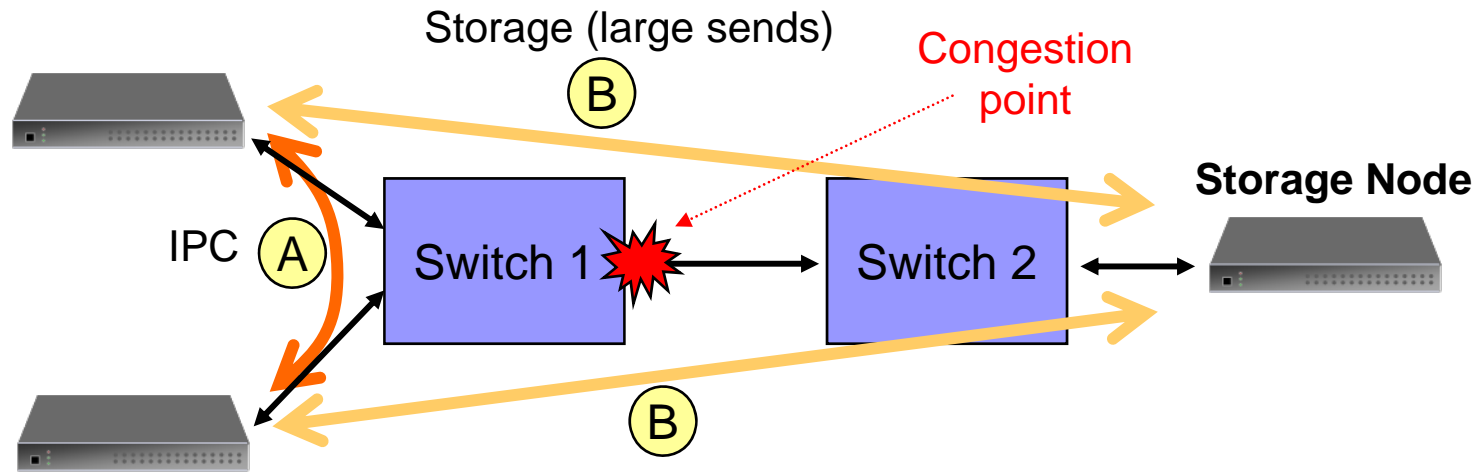 Storage (large sends)
B
Congestion
point
Storage Node
IPC
A
Switch 1
Switch 2
B